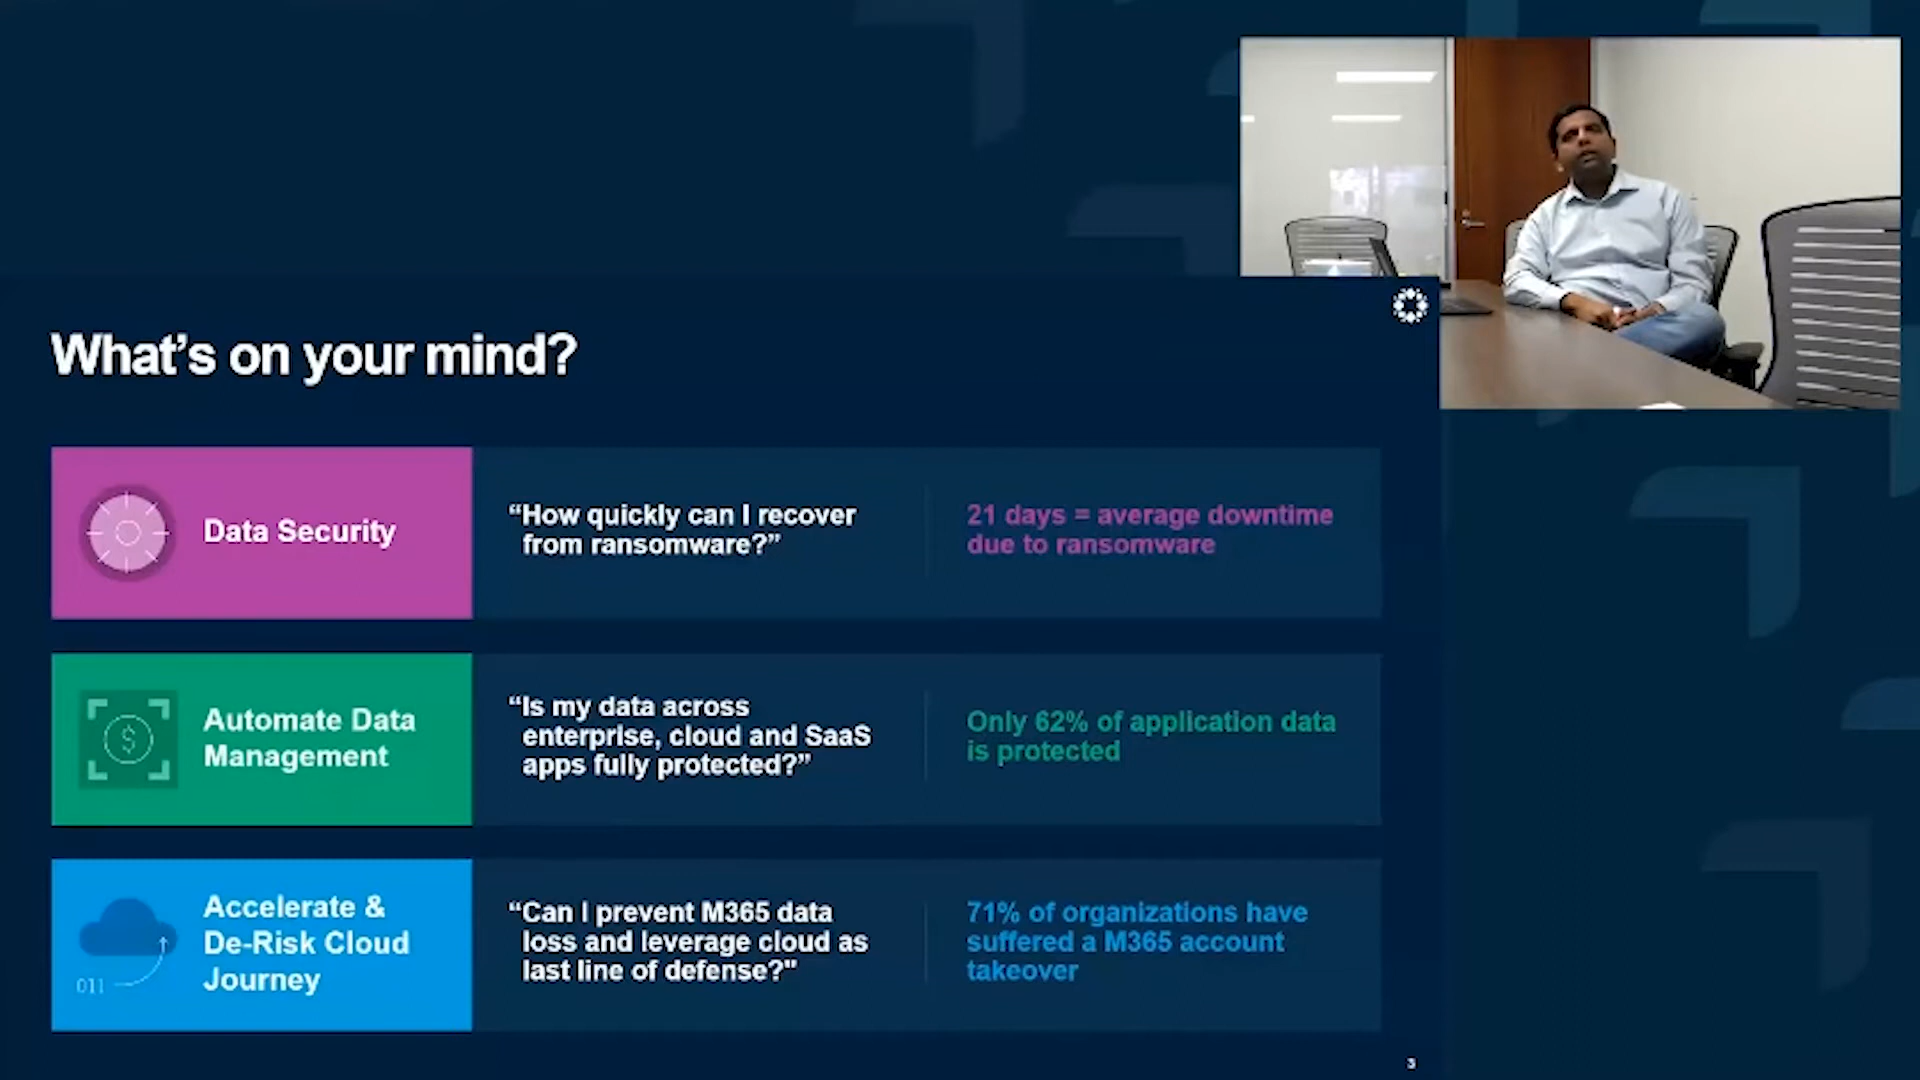 What's on your mind?
Data Security
“How quickly can I recover
from ransomware?”
21 days = average downtime
due to ransomware
Automate Data
Management
“Is my data across
enterprise, cloud and SaaS
apps fully protected?”
Only 62% of application data
is protected
011
Accelerate &
De-Risk Cloud
Journey
“Can I prevent M365 data
loss and leverage cloud as
last line of defense?"
71% of organizations have
suffered a M365 account
takeover
3